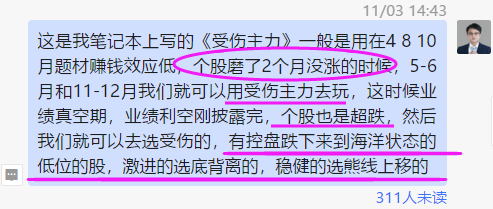 11/03 14:43
这是我笔记本上写的《受伤主力》一般是用在4 8 10
月题材赚钱效应低，个股磨了2个月没涨的时候，5-6
月和11-12月我们就可以用受伤主力去玩，这时候业
绩真空期，业绩利空刚披露完，个股也是超跌，然后
我们就可以去选受伤的，有控盘跌下来到海洋状态的
低位的股，激进的选底背离的，稳健的选熊线上移的
311人未读